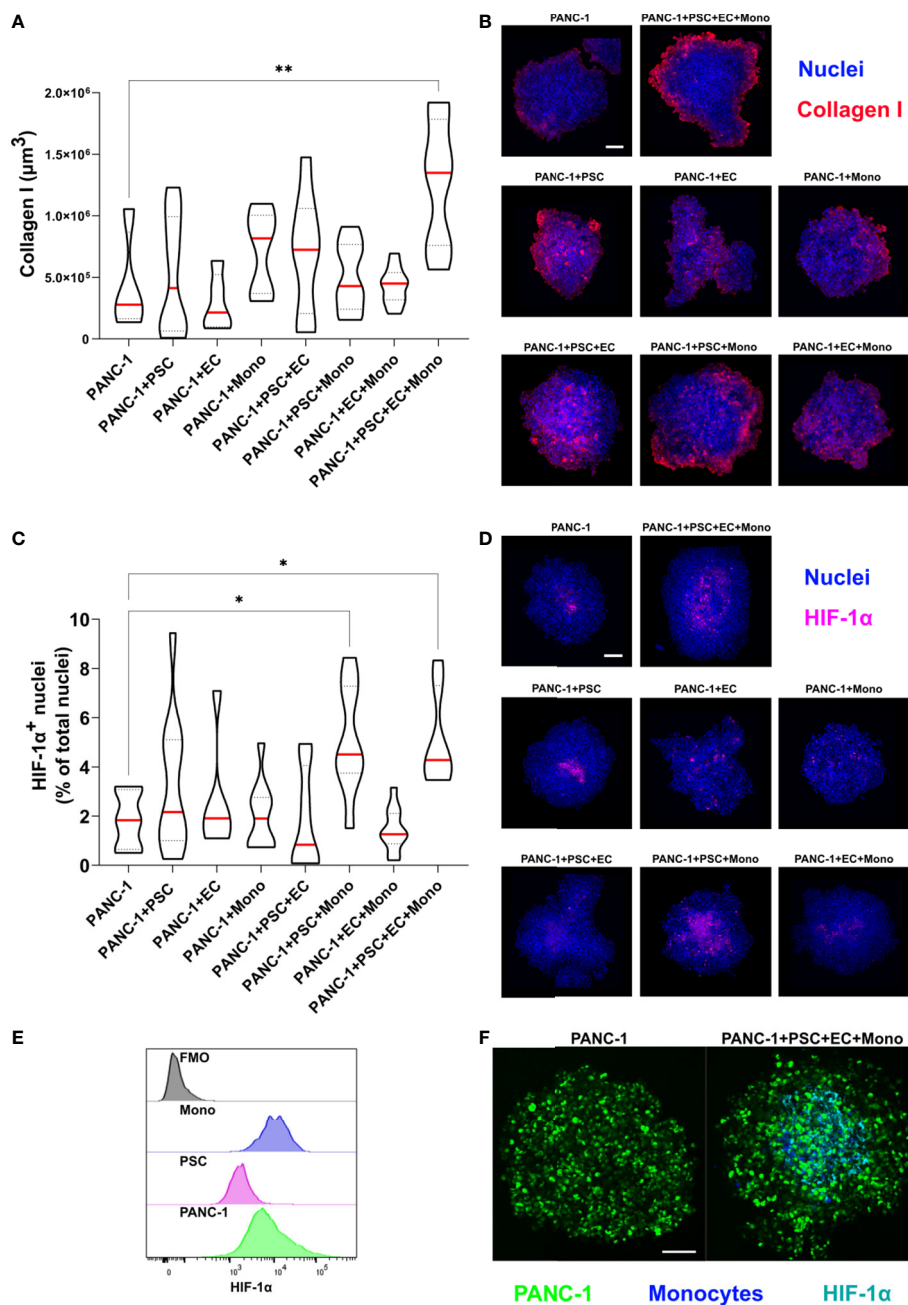 A
**
Collagen I (µm³)
2.0×10⁶
1.5×10⁶
1.0×10⁶
5.0×10⁵
0
PANC-1
PANC-1+PSC
PANC-1+EC
PANC-1+Mono
PANC-1+PSC+EC
PANC-1+PSC+Mono
PANC-1+EC+Mono
PANC-1+PSC+EC+Mono
B
PANC-1
PANC-1+PSC+EC+Mono
Nuclei
Collagen I
PANC-1+PSC
PANC-1+EC
PANC-1+Mono
PANC-1+PSC+EC
PANC-1+PSC+Mono
PANC-1+EC+Mono
C
*
*
HIF-1α⁺ nuclei
(% of total nuclei)
10
8
6
4
2
0
PANC-1
PANC-1+PSC
PANC-1+EC
PANC-1+Mono
PANC-1+PSC+EC
PANC-1+PSC+Mono
PANC-1+EC+Mono
PANC-1+PSC+EC+Mono
D
PANC-1
PANC-1+PSC+EC+Mono
Nuclei
HIF-1α
PANC-1+PSC
PANC-1+EC
PANC-1+Mono
PANC-1+PSC+EC
PANC-1+PSC+Mono
PANC-1+EC+Mono
E
FMO
Mono
PSC
PANC-1
0 10³ 10⁴ 10⁵
HIF-1α
F
PANC-1
PANC-1+PSC+EC+Mono
PANC-1 Monocytes HIF-1α